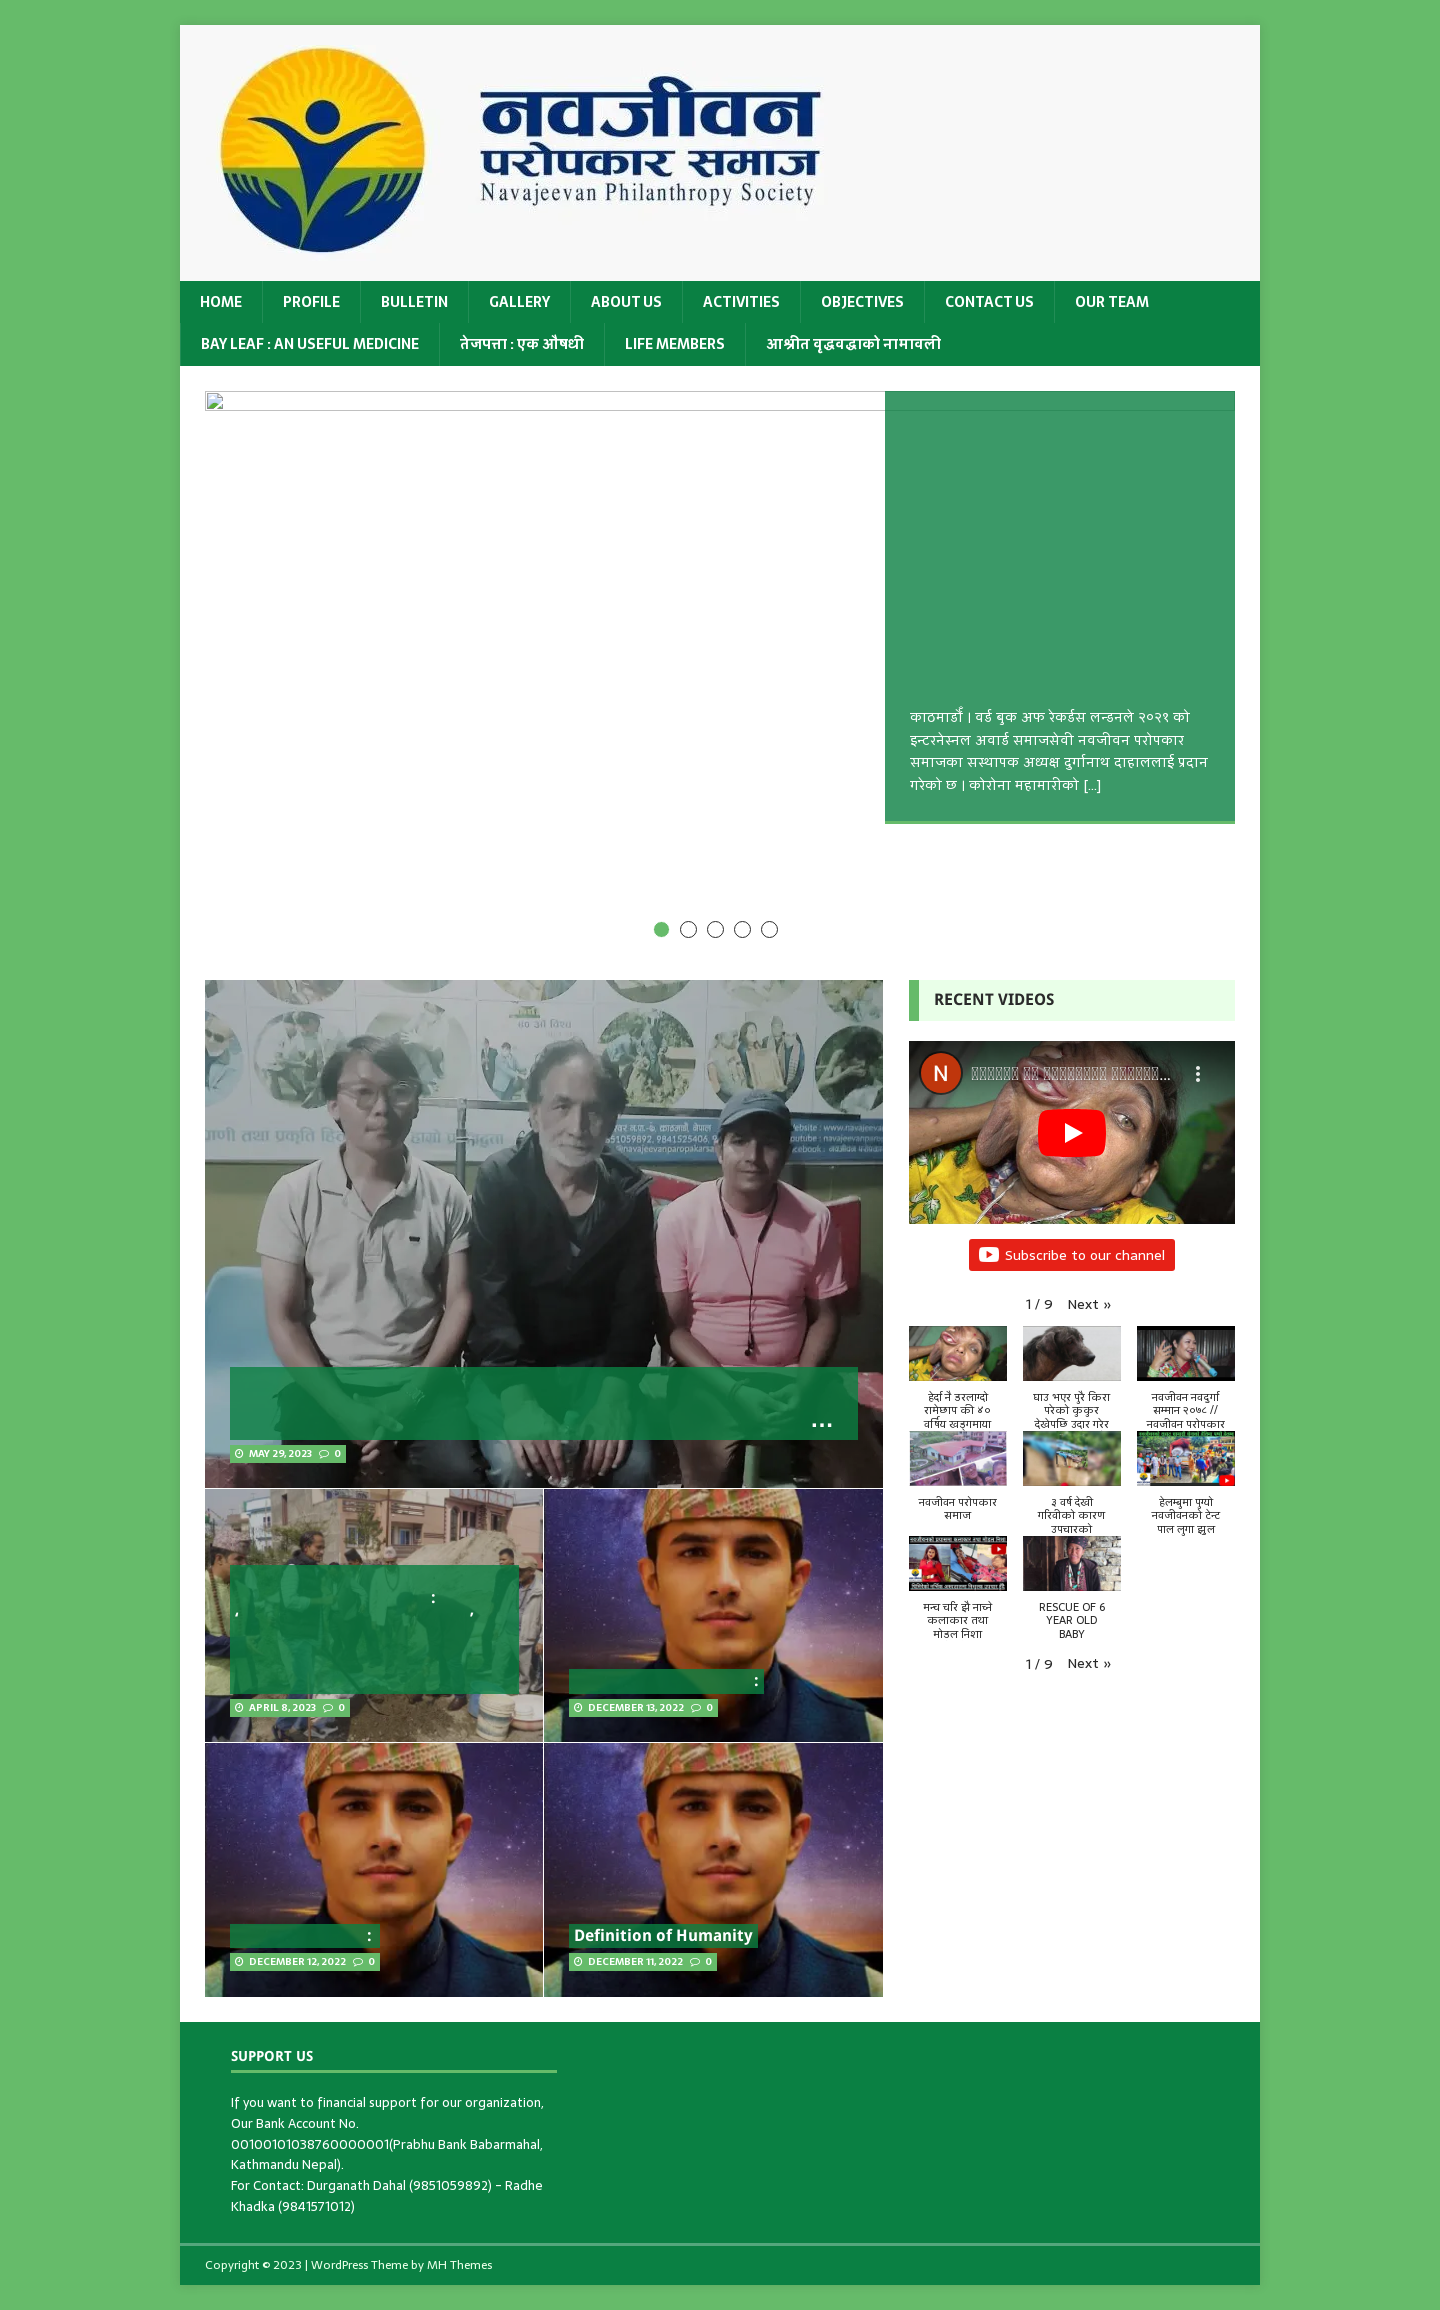 नवजीवन
परोपकार समाज
Navajeevan Philanthropy Society
HOME
PROFILE
BULLETIN
GALLERY
ABOUT US
ACTIVITIES
OBJECTIVES
CONTACT US
OUR TEAM
BAY LEAF : AN USEFUL MEDICINE
तेजपत्ता : एक औषधी
LIFE MEMBERS
आश्रीत वृद्धवद्धाको नामावली
काठमाडौँ । वर्ड बुक अफ रेकर्डस लन्डनले २०२१ को
इन्टरनेस्नल अवार्ड समाजसेवी नवजीवन परोपकार
समाजका सस्थापक अध्यक्ष दुर्गानाथ दाहाललाई प्रदान
गरेको छ । कोरोना महामारीको [...]
...
MAY 29, 2023 0
:
, ,
APRIL 8, 2023 0
:
DECEMBER 13, 2022 0
:
DECEMBER 12, 2022 0
Definition of Humanity
DECEMBER 11, 2022 0
RECENT VIDEOS
N
Subscribe to our channel
1 / 9 Next »
हेर्दा नै डरलाग्दो
रामेछाप की ४०
वर्षिय खड्गमाया
घाउ भएर पुरै किरा
परेको कुकुर
देखेपछि उदार गरेर
नवजीवन नवदुर्गा
सम्मान २०७८ //
नवजीवन परोपकार
नवजीवन परोपकार
समाज
३ वर्ष देखी
गरिवीको कारण
उपचारको
हेलम्बुमा पुग्यो
नवजीवनको टेन्ट
पाल लुगा झुल
मन्च चरि झै नाच्ने
कलाकार तथा
मोडल निशा
RESCUE OF 6
YEAR OLD
BABY
1 / 9 Next »
SUPPORT US
If you want to financial support for our organization,
Our Bank Account No.
00100101038760000001(Prabhu Bank Babarmahal,
Kathmandu Nepal).
For Contact: Durganath Dahal (9851059892) – Radhe
Khadka (9841571012)
Copyright © 2023 | WordPress Theme by MH Themes